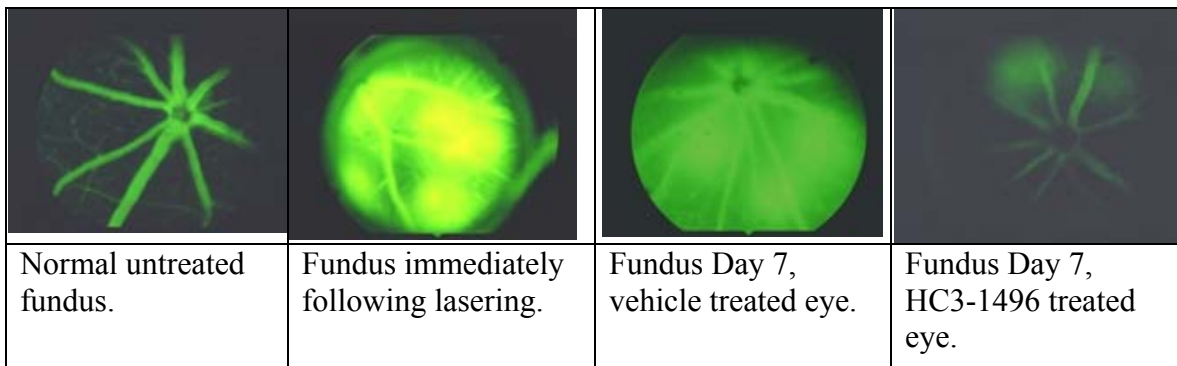 Normal untreated
fundus.
Fundus immediately
following lasering.
Fundus Day 7,
vehicle treated eye.
Fundus Day 7,
HC3-1496 treated
eye.